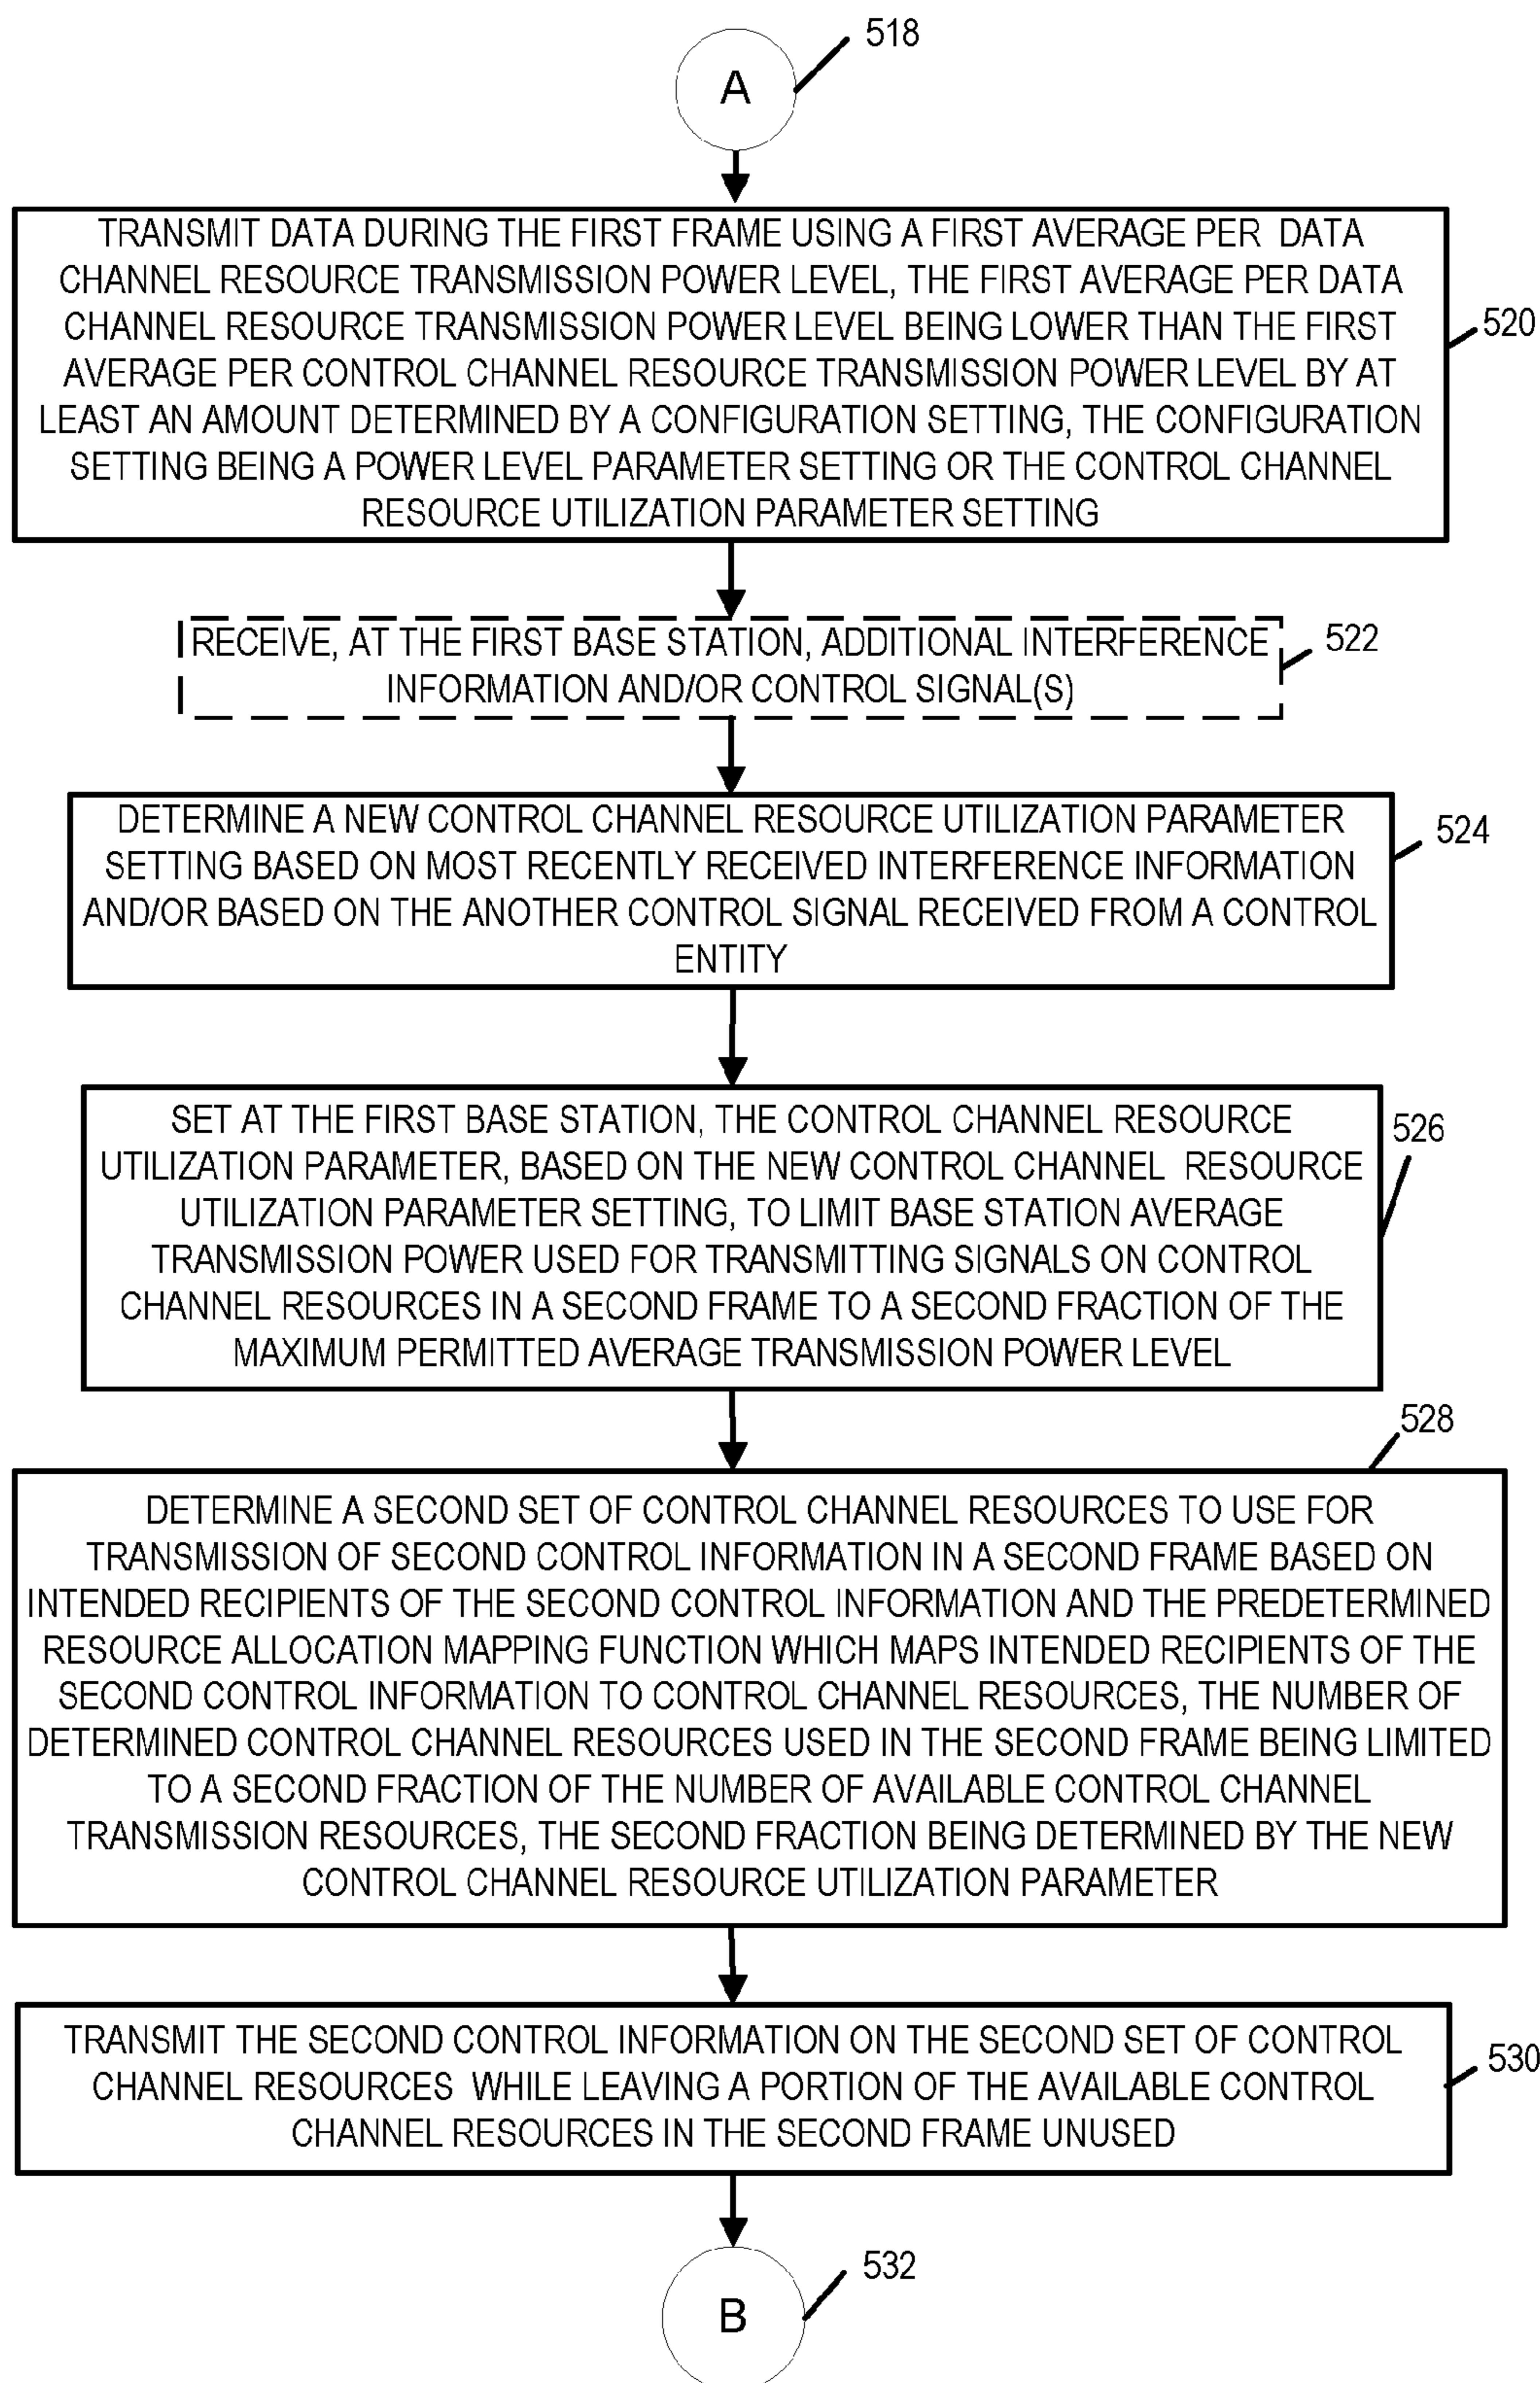 518
A
TRANSMIT DATA DURING THE FIRST FRAME USING A FIRST AVERAGE PER DATA
CHANNEL RESOURCE TRANSMISSION POWER LEVEL, THE FIRST AVERAGE PER DATA
CHANNEL RESOURCE TRANSMISSION POWER LEVEL BEING LOWER THAN THE FIRST
AVERAGE PER CONTROL CHANNEL RESOURCE TRANSMISSION POWER LEVEL BY AT
LEAST AN AMOUNT DETERMINED BY A CONFIGURATION SETTING, THE CONFIGURATION
SETTING BEING A POWER LEVEL PARAMETER SETTING OR THE CONTROL CHANNEL
RESOURCE UTILIZATION PARAMETER SETTING
520
RECEIVE, AT THE FIRST BASE STATION, ADDITIONAL INTERFERENCE
INFORMATION AND/OR CONTROL SIGNAL(S)
522
DETERMINE A NEW CONTROL CHANNEL RESOURCE UTILIZATION PARAMETER
SETTING BASED ON MOST RECENTLY RECEIVED INTERFERENCE INFORMATION
AND/OR BASED ON THE ANOTHER CONTROL SIGNAL RECEIVED FROM A CONTROL
ENTITY
524
SET AT THE FIRST BASE STATION, THE CONTROL CHANNEL RESOURCE
UTILIZATION PARAMETER, BASED ON THE NEW CONTROL CHANNEL RESOURCE
UTILIZATION PARAMETER SETTING, TO LIMIT BASE STATION AVERAGE
TRANSMISSION POWER USED FOR TRANSMITTING SIGNALS ON CONTROL
CHANNEL RESOURCES IN A SECOND FRAME TO A SECOND FRACTION OF THE
MAXIMUM PERMITTED AVERAGE TRANSMISSION POWER LEVEL
526
528
DETERMINE A SECOND SET OF CONTROL CHANNEL RESOURCES TO USE FOR
TRANSMISSION OF SECOND CONTROL INFORMATION IN A SECOND FRAME BASED ON
INTENDED RECIPIENTS OF THE SECOND CONTROL INFORMATION AND THE PREDETERMINED
RESOURCE ALLOCATION MAPPING FUNCTION WHICH MAPS INTENDED RECIPIENTS OF THE
SECOND CONTROL INFORMATION TO CONTROL CHANNEL RESOURCES, THE NUMBER OF
DETERMINED CONTROL CHANNEL RESOURCES USED IN THE SECOND FRAME BEING LIMITED
TO A SECOND FRACTION OF THE NUMBER OF AVAILABLE CONTROL CHANNEL
TRANSMISSION RESOURCES, THE SECOND FRACTION BEING DETERMINED BY THE NEW
CONTROL CHANNEL RESOURCE UTILIZATION PARAMETER
TRANSMIT THE SECOND CONTROL INFORMATION ON THE SECOND SET OF CONTROL
CHANNEL RESOURCES WHILE LEAVING A PORTION OF THE AVAILABLE CONTROL
CHANNEL RESOURCES IN THE SECOND FRAME UNUSED
530
532
B